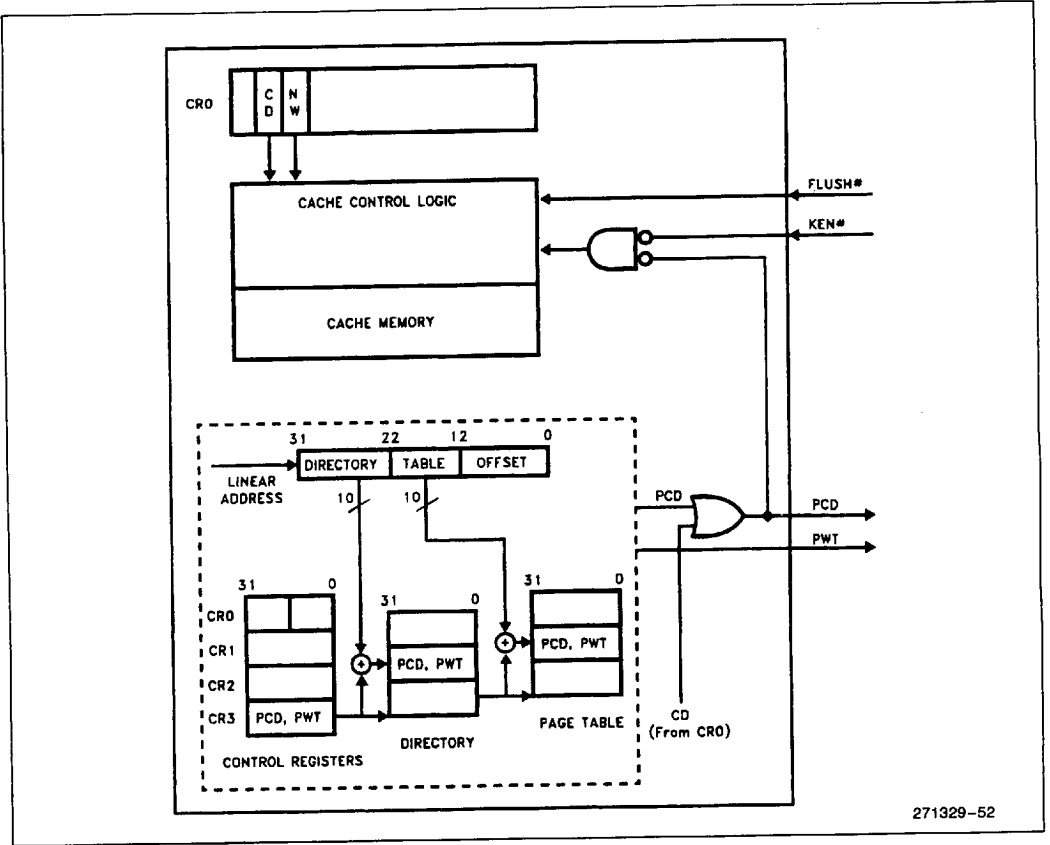 CR0
C
D
N
W
CACHE CONTROL LOGIC
CACHE MEMORY
FLUSH#
KEN#
31 22 12 0
DIRECTORY TABLE OFFSET
LINEAR
ADDRESS
10 10
PCD PCD
PWT
31 0
31 0
31 0
CR0
CR1 PCD, PWT
CR2 PCD, PWT
CR3 PCD, PWT
PAGE TABLE
CD
(From CR0)
DIRECTORY
CONTROL REGISTERS
271329-52